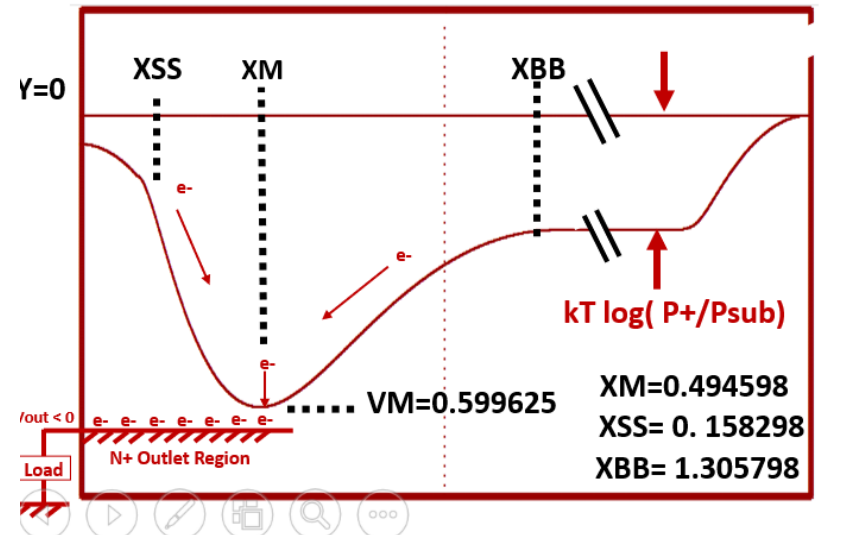 XSS XM XBB
Y=0
e-
e-
kT log( P+/Psub)
e-
XM=0.494598
VM=0.599625
XSS= 0. 158298
Vout < 0 e- e- e- e- e- e- e-
N+ Outlet Region
XBB= 1.305798
Load